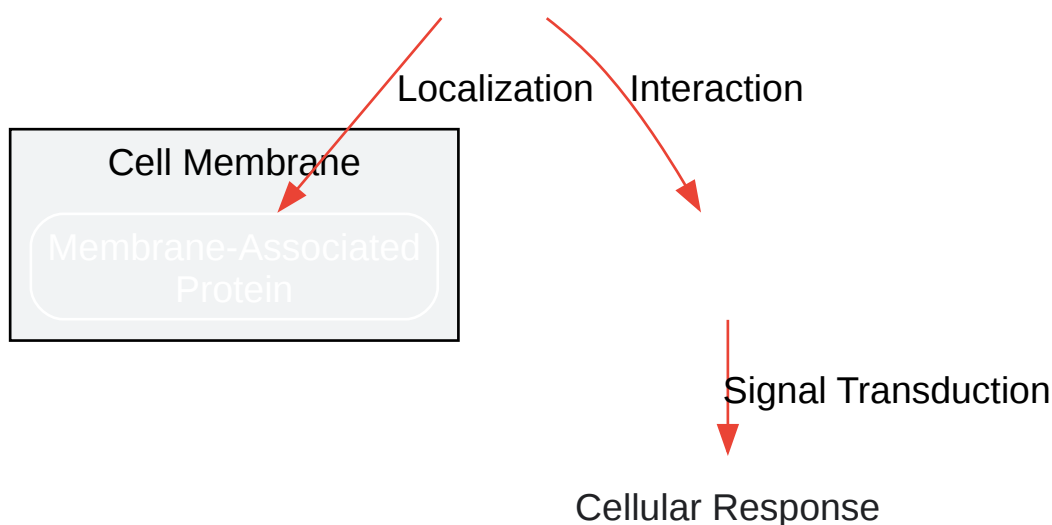 Localization
Interaction
Cell Membrane
Membrane-Associated
Protein
Signal Transduction
Cellular Response